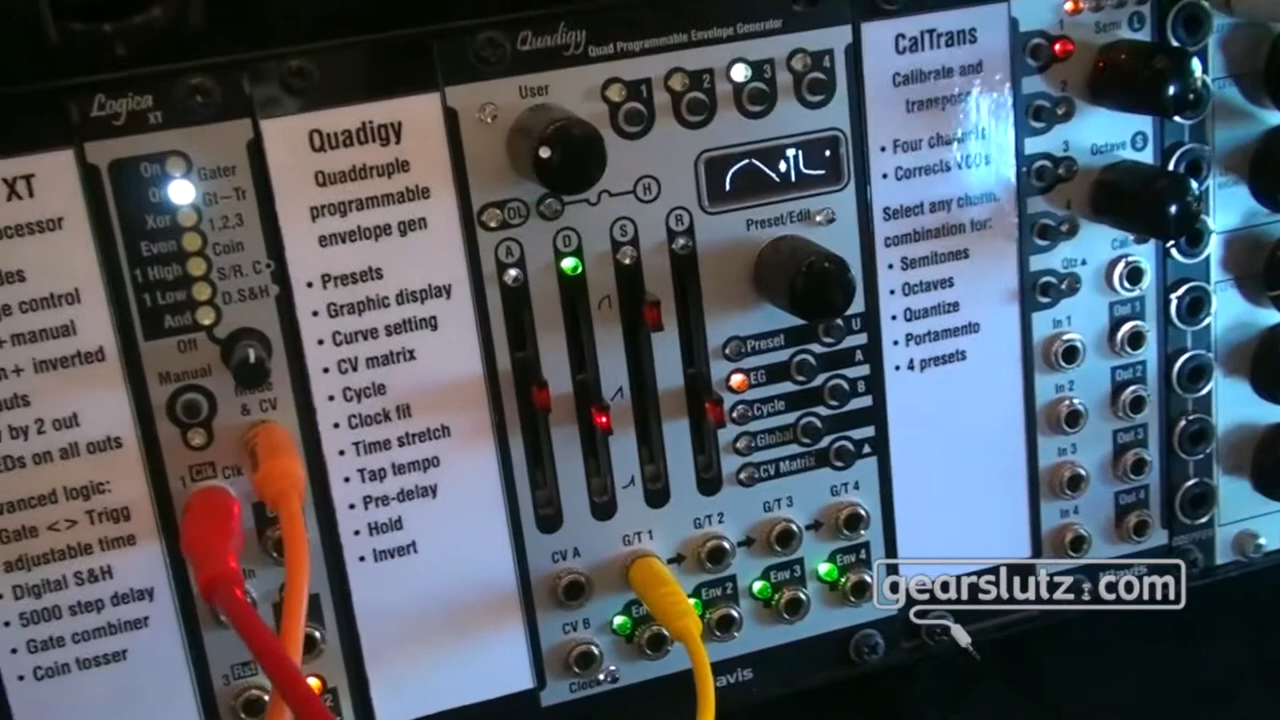 XT
ocessor
des
ge control
+manual
n+ inverted
outs
by 2 out
EDs on all outs
vanced logic:
Gate <> Trigg
adjustable time
• Digital S&H
• 5000 step delay
• Gate combiner
• Coin tosser
Logica
XT
On Gater
Gt~Tr
Xor 1,2,3
Even Coin
1 High S/R. C
1 Low D.S&H
And
Off
Manual
& CV
1 Clk Clk
3 Rst
2
Quadigy
Quaddruple
programmable
envelope gen
• Presets
• Graphic display
• Curve setting
• CV matrix
• Cycle
• Clock fit
• Time stretch
• Tap tempo
• Pre-delay
• Hold
• Invert
Quadigy Quad Programmable Envelope Generator
User
1 2 3 4
DL H
A D S R
Preset/Edit
Preset U
EG A
Cycle B
Global
CV Matrix
CV A G/T 1 G/T 2 G/T 3 G/T 4
CV B Env 2 Env 3 Env 4
Clock
avis
CalTrans
Calibrate and
transpose
• Four channels
• Corrects VCOs
Select any chann.
combination for:
• Semitones
• Octaves
• Quantize
• Portamento
• 4 presets
1 Semi L
2
3 Octave S
4
Qtz
In 1 Out 1
In 2 Out 2
In 3 Out 3
In 4 Out 4
gearslutz.com